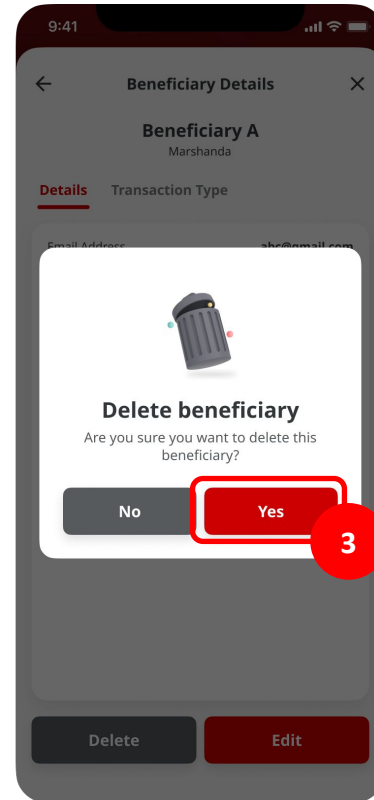 9:41
Beneficiary Details
Beneficiary A
Marshanda
Details Transaction Type
Email Address abc@gmail.com
Delete beneficiary
Are you sure you want to delete this
beneficiary?
No Yes
3
Delete Edit